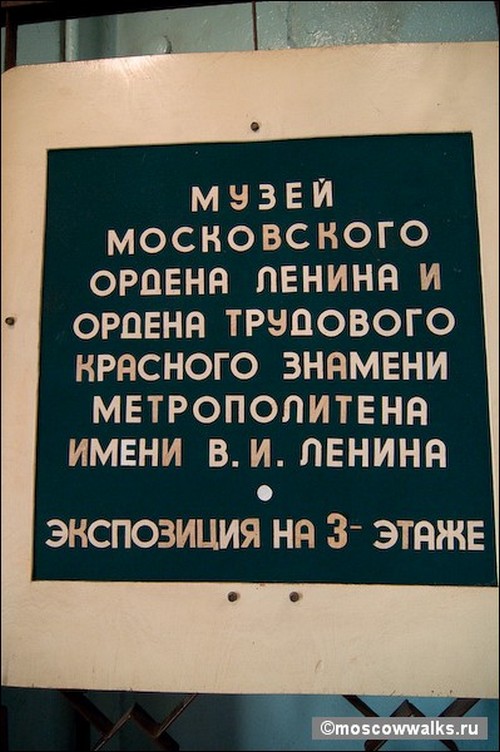 МУЗЕЙ
МОСКОВСКОГО
ОРДЕНА ЛЕНИНА И
ОРДЕНА ТРУДОВОГО
КРАСНОГО ЗНАМЕНИ
МЕТРОПОЛИТЕНА
ИМЕНИ В. И. ЛЕНИНА
•
ЭКСПОЗИЦИЯ НА 3- ЭТАЖЕ
©moscowwalks.ru